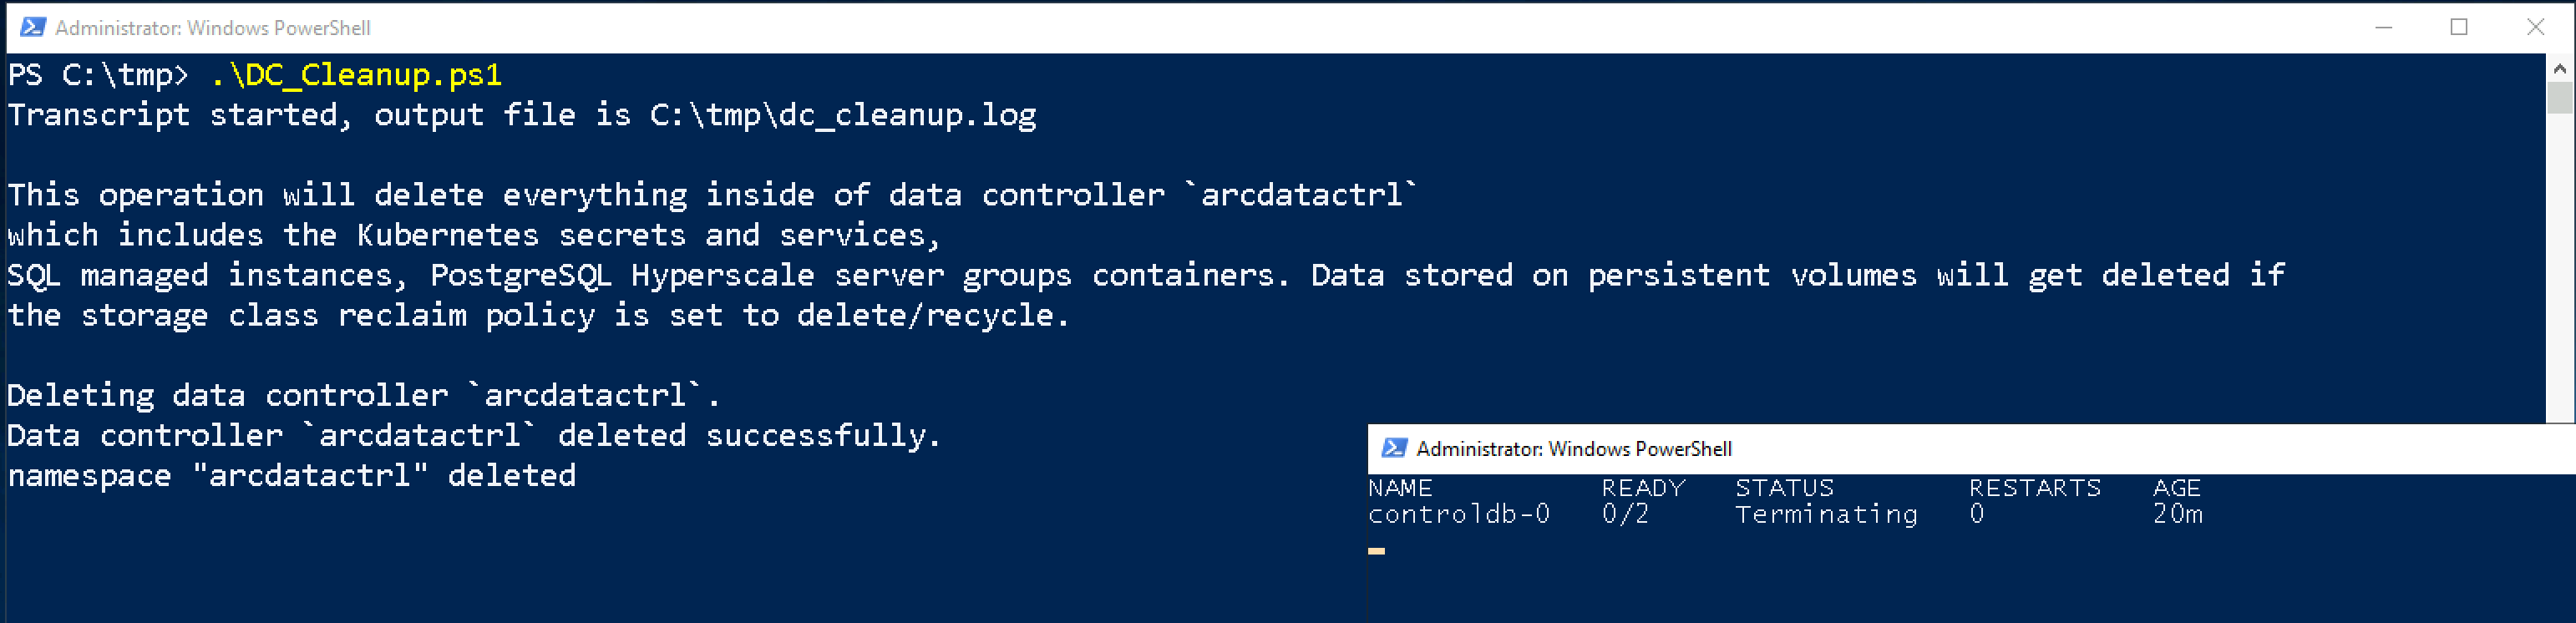 Administrator: Windows PowerShell
PS C:\tmp> .\DC_Cleanup.ps1
Transcript started, output file is C:\tmp\dc_cleanup.log
This operation will delete everything inside of data controller `arcdatactrl`
which includes the Kubernetes secrets and services,
SQL managed instances, PostgreSQL Hyperscale server groups containers. Data stored on persistent volumes will get deleted if
the storage class reclaim policy is set to delete/recycle.
Deleting data controller `arcdatactrl`.
Data controller `arcdatactrl` deleted successfully.
namespace "arcdatactrl" deleted
Administrator: Windows PowerShell
NAME READY STATUS RESTARTS AGE
controldb-0 0/2 Terminating 0 20m